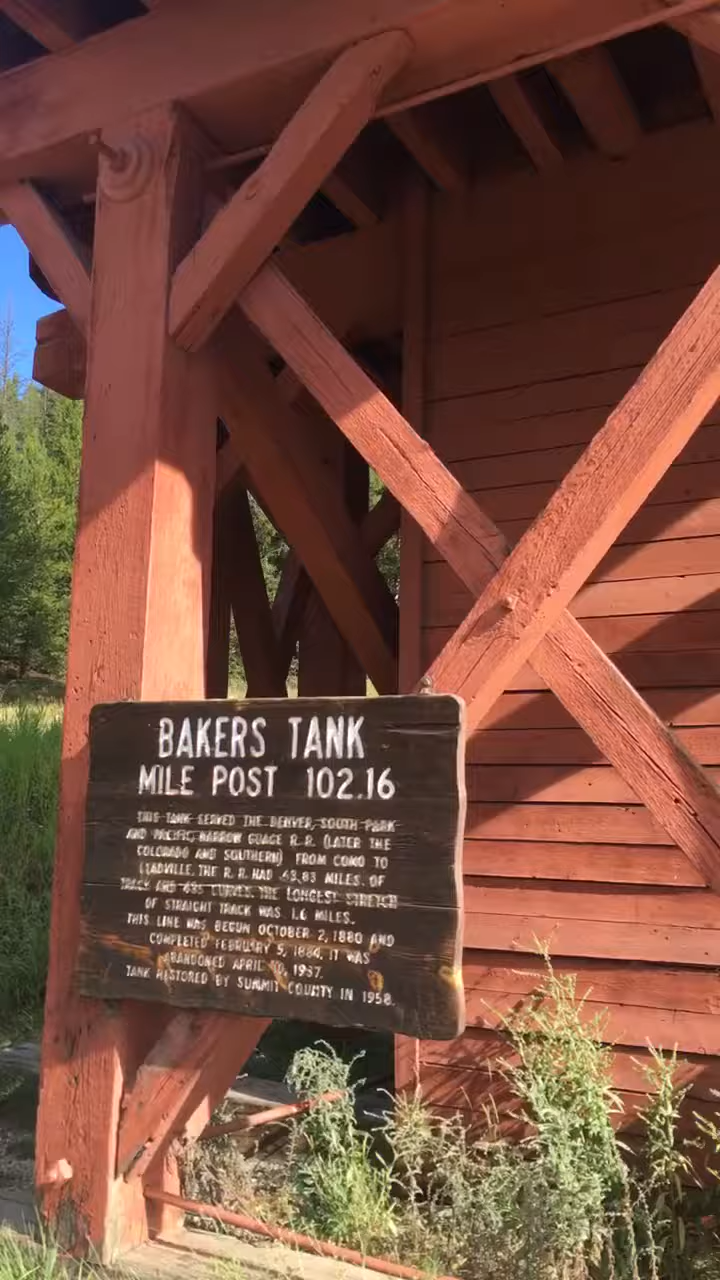 BAKERS TANK
MILE POST 102.16
THIS TANK SERVED THE DENVER, SOUTH PARK
AND PACIFIC, NARROW GUAGE R. R. (LATER THE
COLORADO AND SOUTHERN) FROM COMO TO
LEADVILLE. THE R. R. HAD 63.83 MILES. OF
TRACK AND 435 CURVES. THE LONGEST STRETCH
OF STRAIGHT TRACK WAS 1.6 MILES.
THIS LINE WAS BEGUN OCTOBER 2, 1880 AND
COMPLETED FEBRUARY 5, 1884. IT WAS
ABANDONED APRIL 10, 1937.
TANK RESTORED BY SUMMIT COUNTY IN 1958.